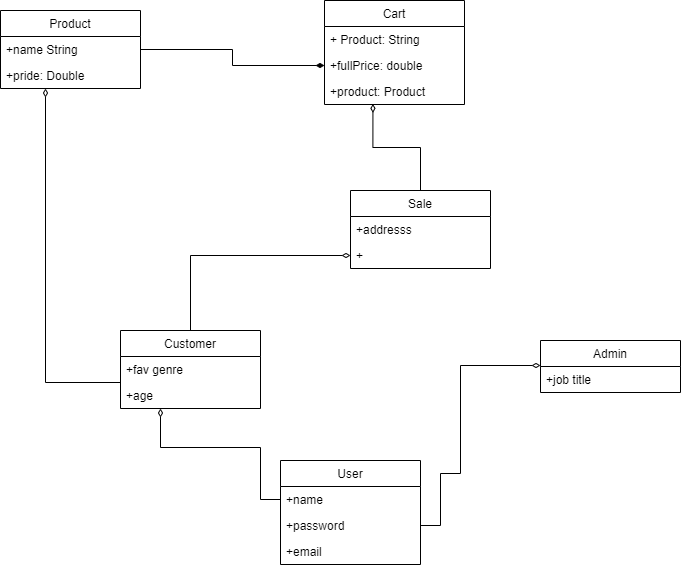 Product
+name String
+pride: Double
Cart
+ Product: String
+fullPrice: double
+product: Product
Sale
+addresss
+
Customer
+fav genre
+age
Admin
+job title
User
+name
+password
+email